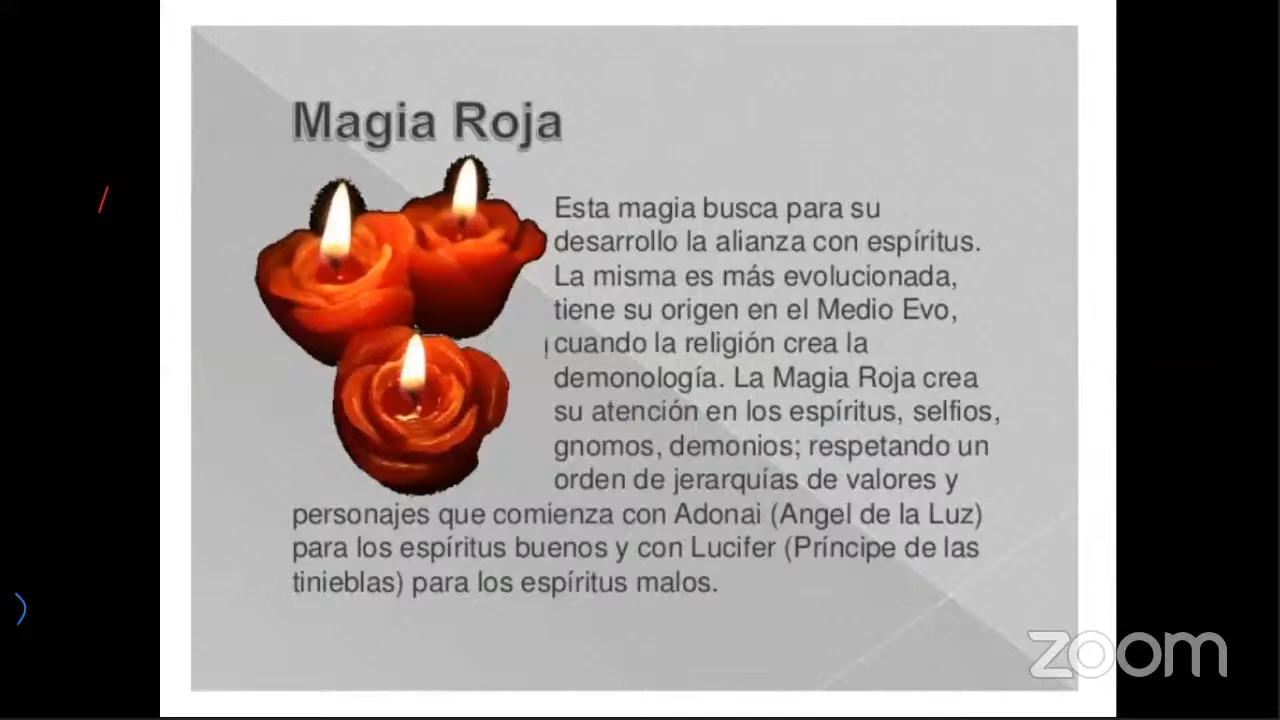 Magia Roja
Esta magia busca para su
desarrollo la alianza con espíritus.
La misma es más evolucionada,
tiene su origen en el Medio Evo,
cuando la religión crea la
demonología. La Magia Roja crea
su atención en los espíritus, selfios,
gnomos, demonios; respetando un
orden de jerarquías de valores y
personajes que comienza con Adonai (Angel de la Luz)
para los espíritus buenos y con Lucifer (Príncipe de las
tinieblas) para los espíritus malos.
zoom